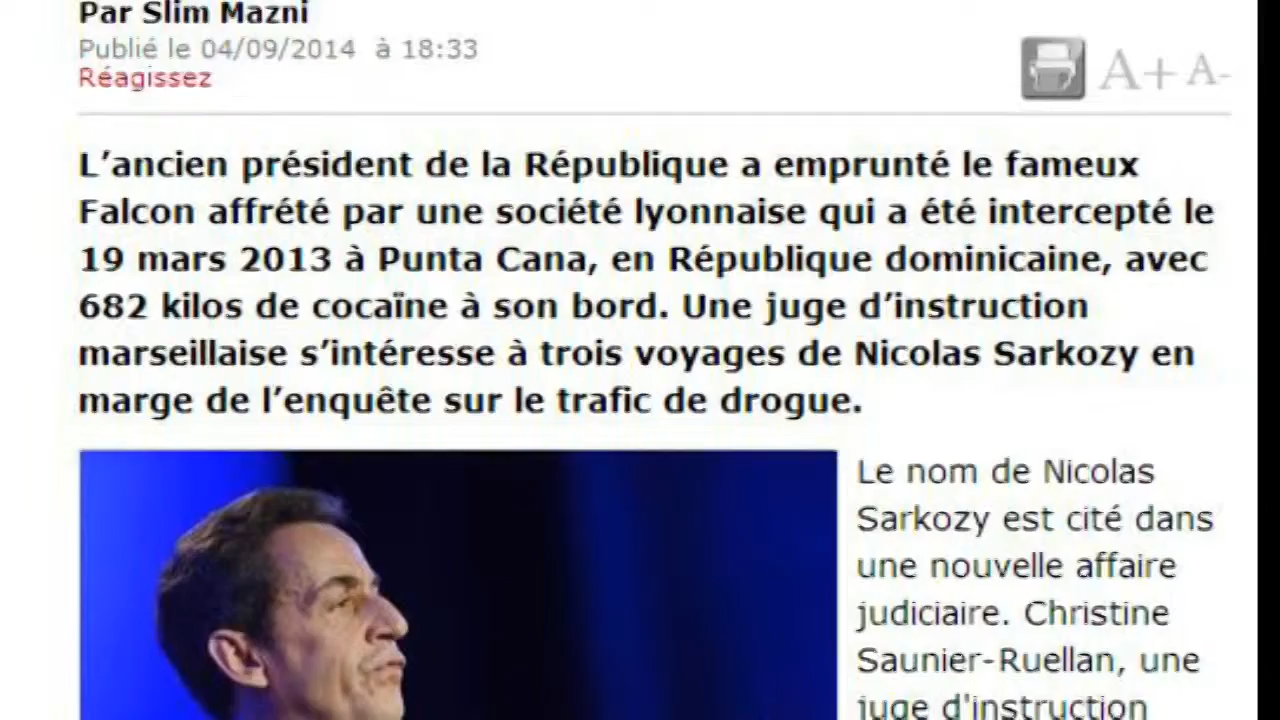 Par Slim Mazni
Publié le 04/09/2014 à 18:33
Réagissez
A+ A-
L’ancien président de la République a emprunté le fameux
Falcon affrété par une société lyonnaise qui a été intercepté le
19 mars 2013 à Punta Cana, en République dominicaine, avec
682 kilos de cocaïne à son bord. Une juge d’instruction
marseillaise s’intéresse à trois voyages de Nicolas Sarkozy en
marge de l’enquête sur le trafic de drogue.
Le nom de Nicolas
Sarkozy est cité dans
une nouvelle affaire
judiciaire. Christine
Saunier-Ruellan, une
juge d'instruction